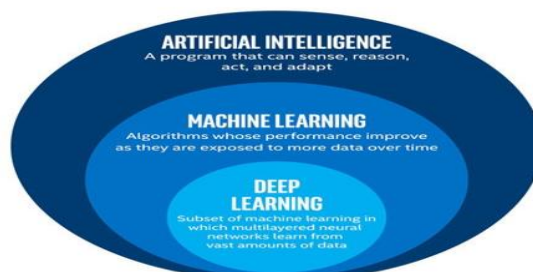 ARTIFICIAL INTELLIGENCE
A program that can sense, reason,
act, and adapt
MACHINE LEARNING
Algorithms whose performance improve
as they are exposed to more data over time
DEEP
LEARNING
Subset of machine learning in
which multilayered neural
networks learn from
vast amounts of data